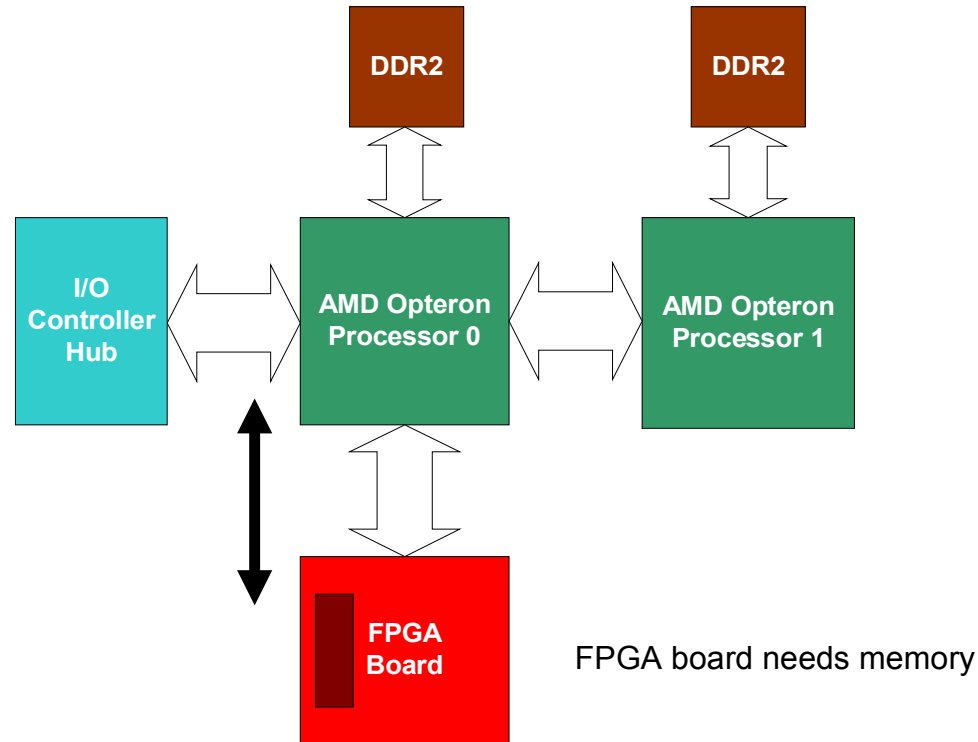 DDR2
DDR2
I/O
Controller
Hub
AMD Opteron
Processor 0
AMD Opteron
Processor 1
FPGA
Board
FPGA board needs memory